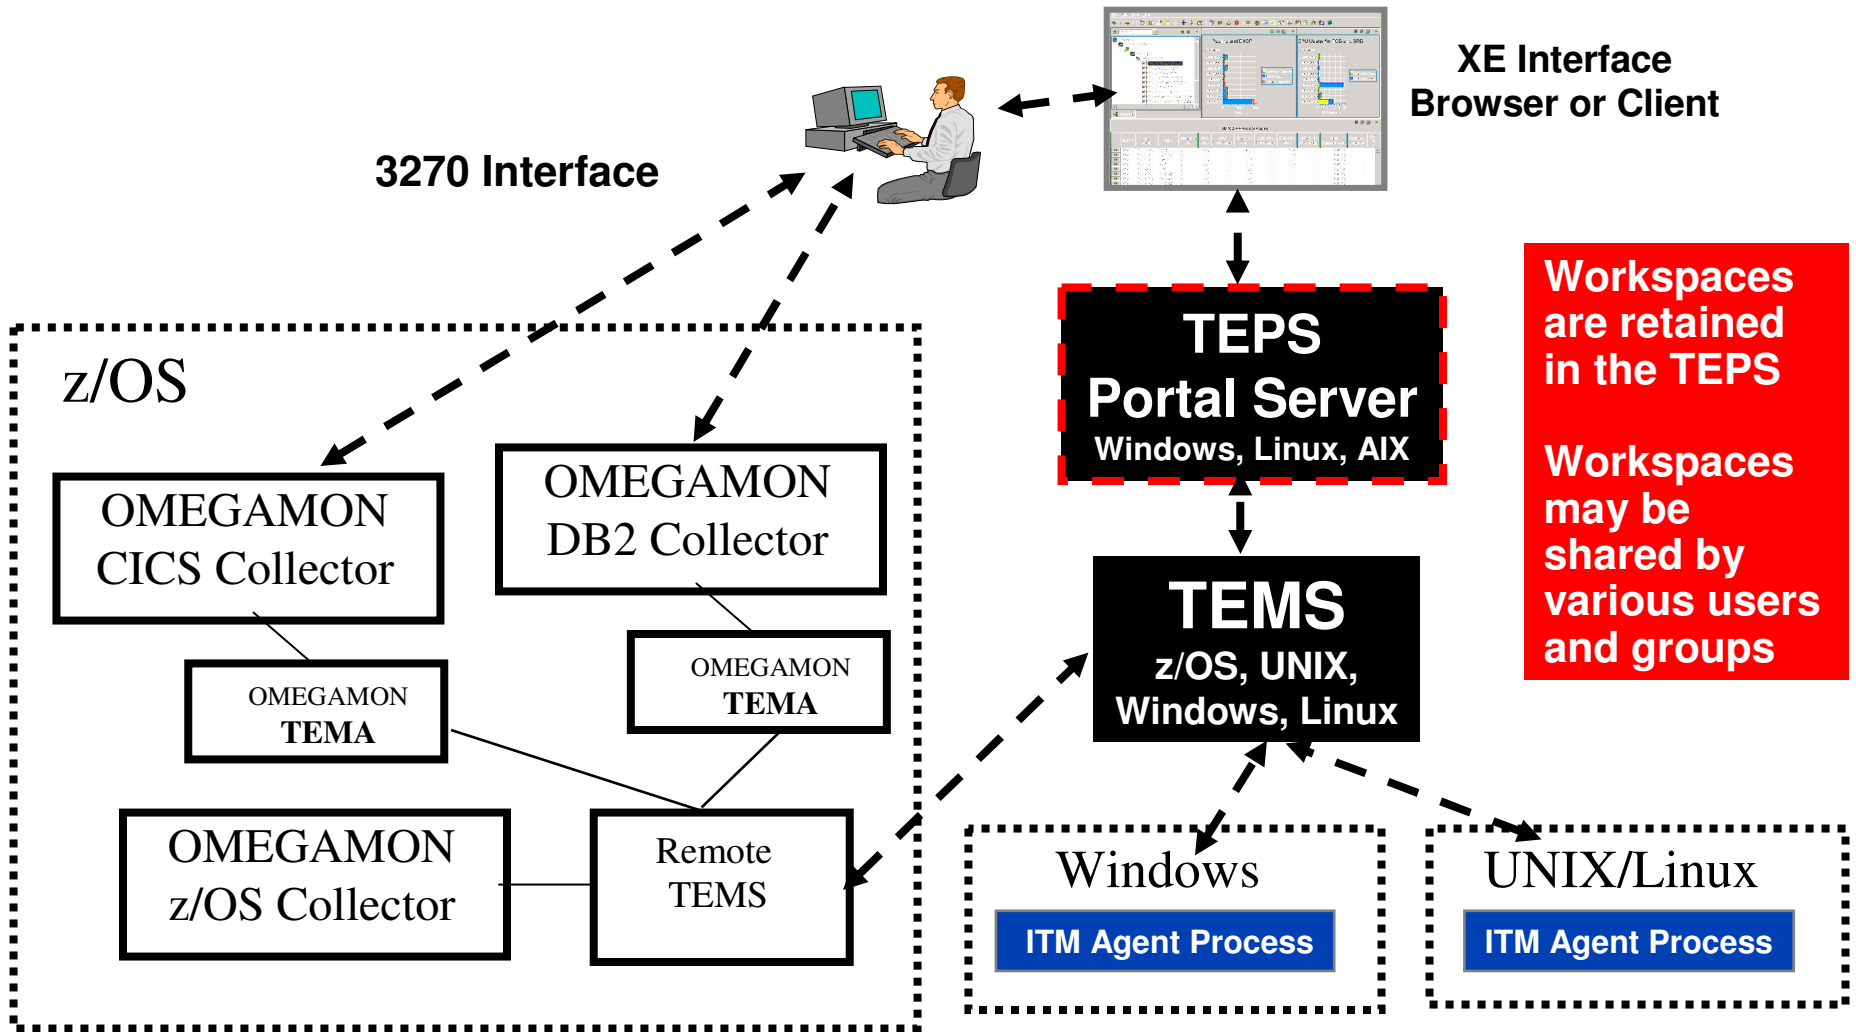 XE Interface
Browser or Client
3270 Interface
z/OS
OMEGAMON
CICS Collector
OMEGAMON
DB2 Collector
OMEGAMON
TEMA
OMEGAMON
TEMA
OMEGAMON
z/OS Collector
Remote
TEMS
TEPS
Portal Server
Windows, Linux, AIX
TEMS
z/OS, UNIX,
Windows, Linux
Workspaces
are retained
in the TEPS
Workspaces
may be
shared by
various users
and groups
Windows
ITM Agent Process
UNIX/Linux
ITM Agent Process